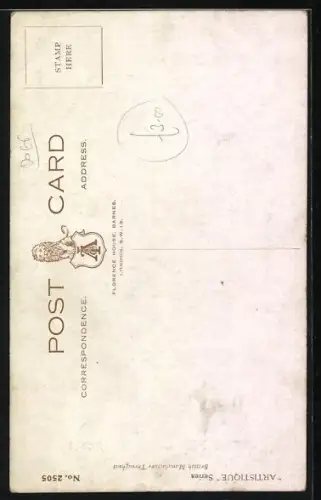 POST CARD
CORRESPONDENCE.
ADDRESS.
STAMP
HERE
A
FLORENCE HOUSE, BARNES,
LONDON, S.W.13.
"ARTISTIQUE" Series
British Manufacture Throughout
No. 2505